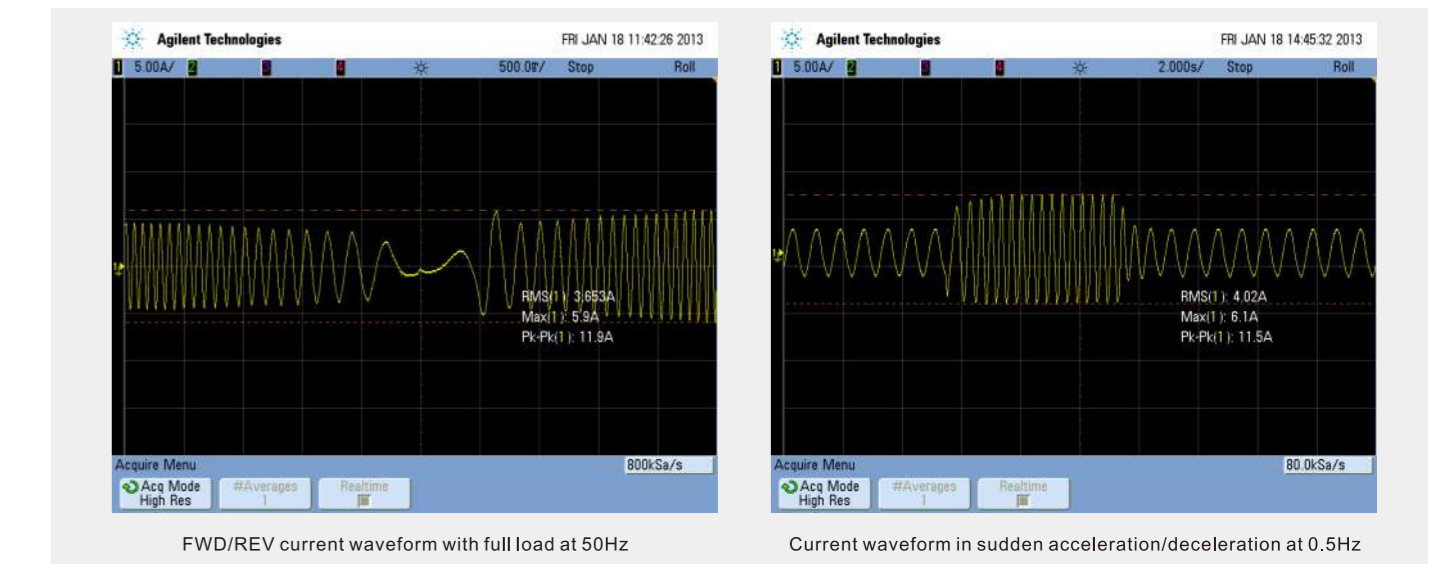 Agilent Technologies
FRI JAN 18 11:42:26 2013
1 5.00A/ 2 3 4 500.0㎳/ Stop Roll
RMS(1): 3.653A
Max(1): 5.9A
Pk-Pk(1): 11.9A
Acquire Menu
800kSa/s
Acq Mode
High Res
#Averages
1
Realtime
FWD/REV current waveform with full load at 50Hz
Agilent Technologies
FRI JAN 18 14:45:32 2013
1 5.00A/ 2 3 4 2.000s/ Stop Roll
RMS(1): 4.02A
Max(1): 6.1A
Pk-Pk(1): 11.5A
Acquire Menu
80.0kSa/s
Acq Mode
High Res
#Averages
1
Realtime
Current waveform in sudden acceleration/deceleration at 0.5Hz